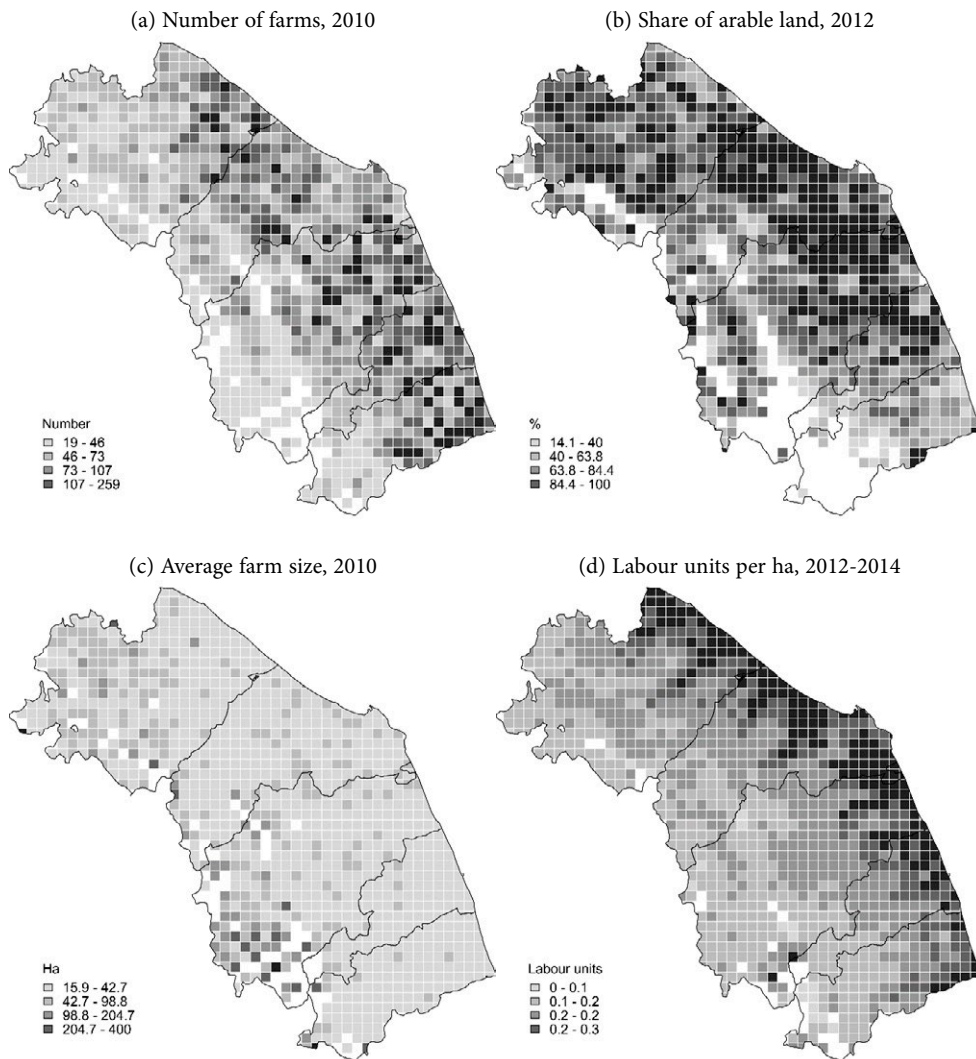 (a) Number of farms, 2010
(b) Share of arable land, 2012
Number
19 - 46
46 - 73
73 - 107
107 - 259
%
14.1 - 40
40 - 63.8
63.8 - 84.4
84.4 - 100
(c) Average farm size, 2010
(d) Labour units per ha, 2012-2014
Ha
15.9 - 42.7
42.7 - 98.8
98.8 - 204.7
204.7 - 400
Labour units
0 - 0.1
0.1 - 0.2
0.2 - 0.2
0.2 - 0.3